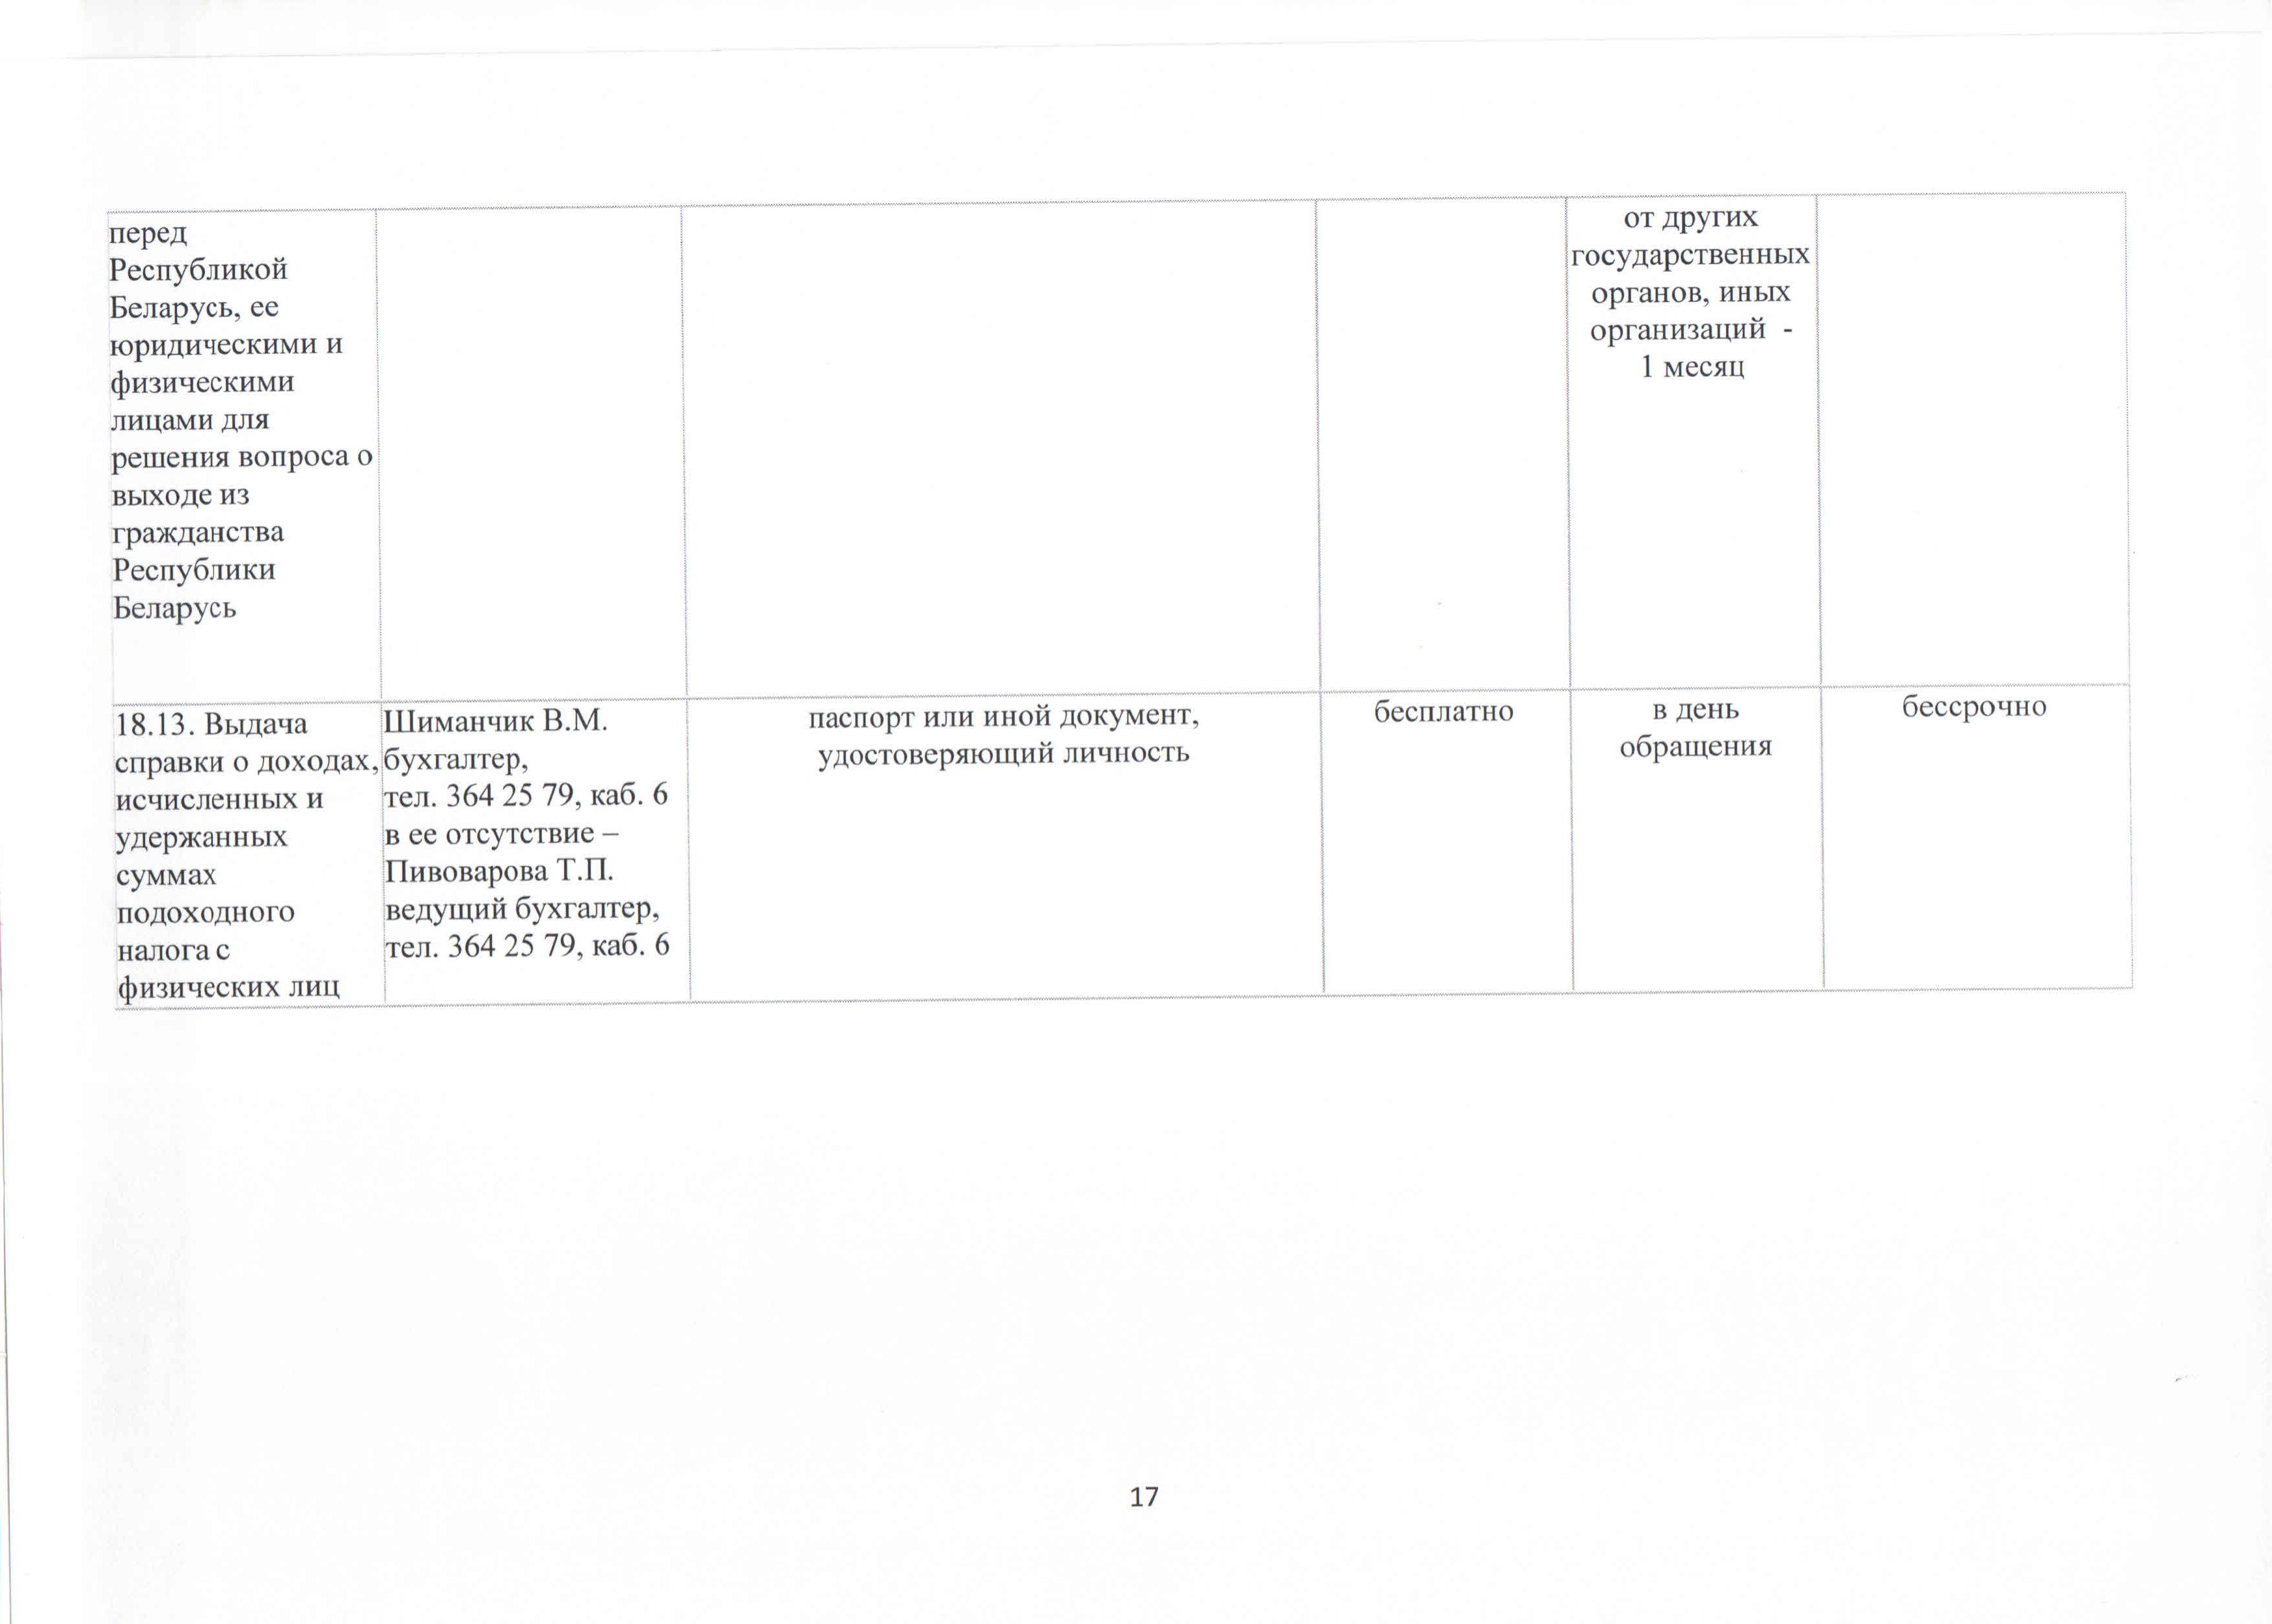 перед
Республикой
Беларусь, ее
юридическими и
физическими
лицами для
решения вопроса о
выходе из
гражданства
Республики
Беларусь
от других
государственных
органов, иных
организаций  -
1 месяц
18.13. Выдача
справки о доходах,
исчисленных и
удержанных
суммах
подоходного
налога с
физических лиц
Шиманчик В.М.
бухгалтер,
тел. 364 25 79, каб. 6
в ее отсутствие –
Пивоварова Т.П.
ведущий бухгалтер,
тел. 364 25 79, каб. 6
паспорт или иной документ,
удостоверяющий личность
бесплатно
в день
обращения
бессрочно
17